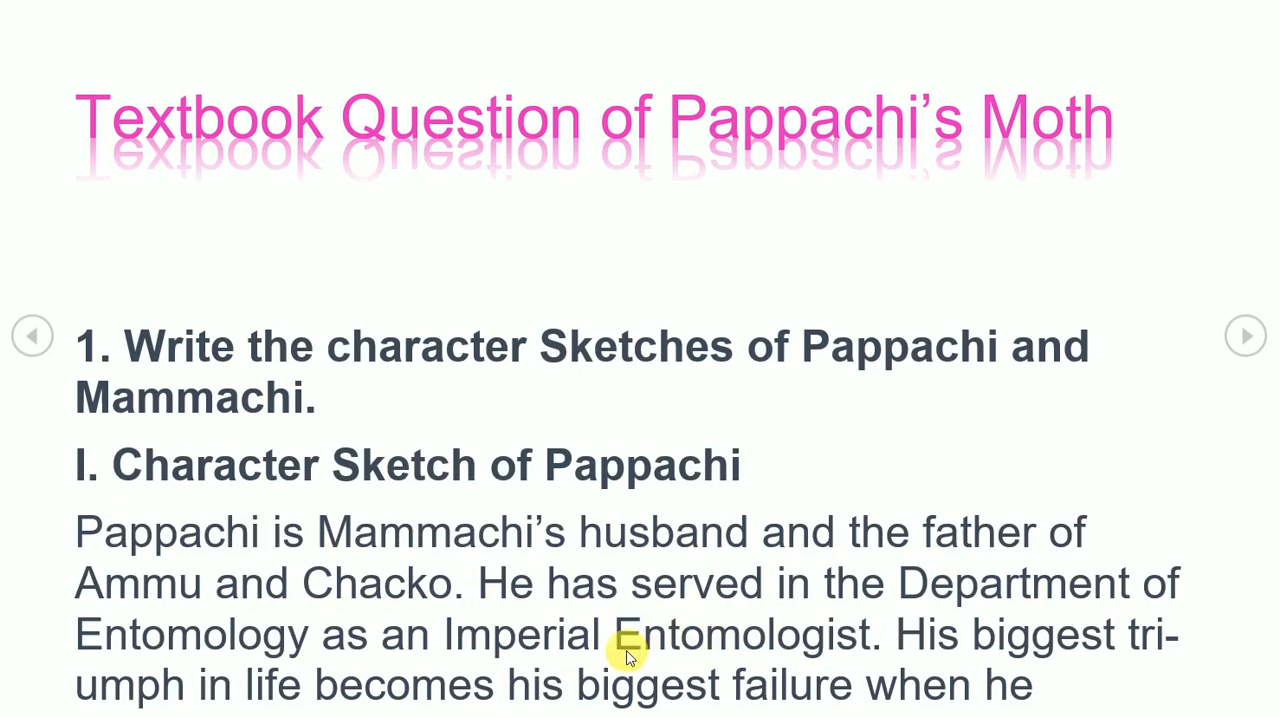 Textbook Question of Pappachi’s Moth
1. Write the character Sketches of Pappachi and
Mammachi.
I. Character Sketch of Pappachi
Pappachi is Mammachi’s husband and the father of
Ammu and Chacko. He has served in the Department of
Entomology as an Imperial Entomologist. His biggest tri-
umph in life becomes his biggest failure when he